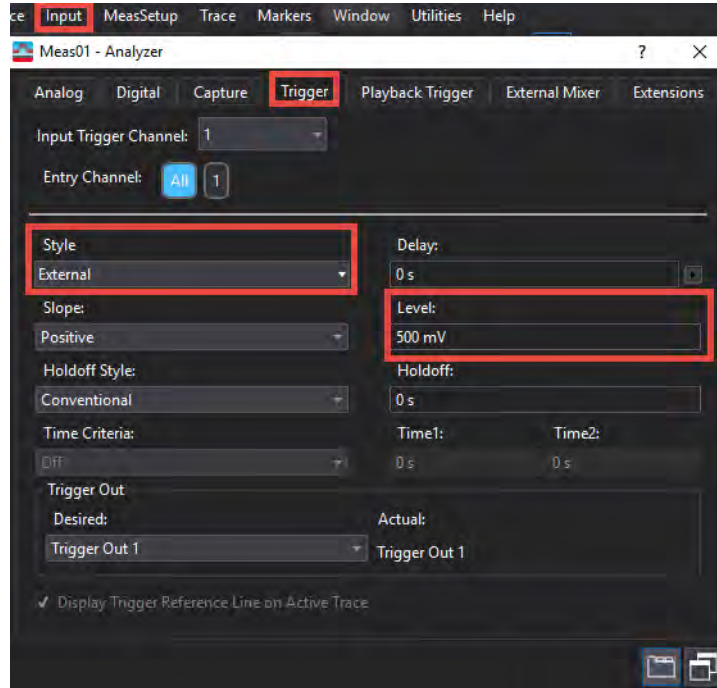 ce Input MeasSetup Trace Markers Window Utilities Help
Meas01 - Analyzer ? ✕
Analog Digital Capture Trigger Playback Trigger External Mixer Extensions
Input Trigger Channel: 1
Entry Channel: All 1
Style Delay:
External 0 s
Slope: Level:
Positive 500 mV
Holdoff Style: Holdoff:
Conventional 0 s
Time Criteria: Time1: Time2:
Off 0 s 0 s
Trigger Out
Desired: Actual:
Trigger Out 1 Trigger Out 1
✓ Display Trigger Reference Line on Active Trace